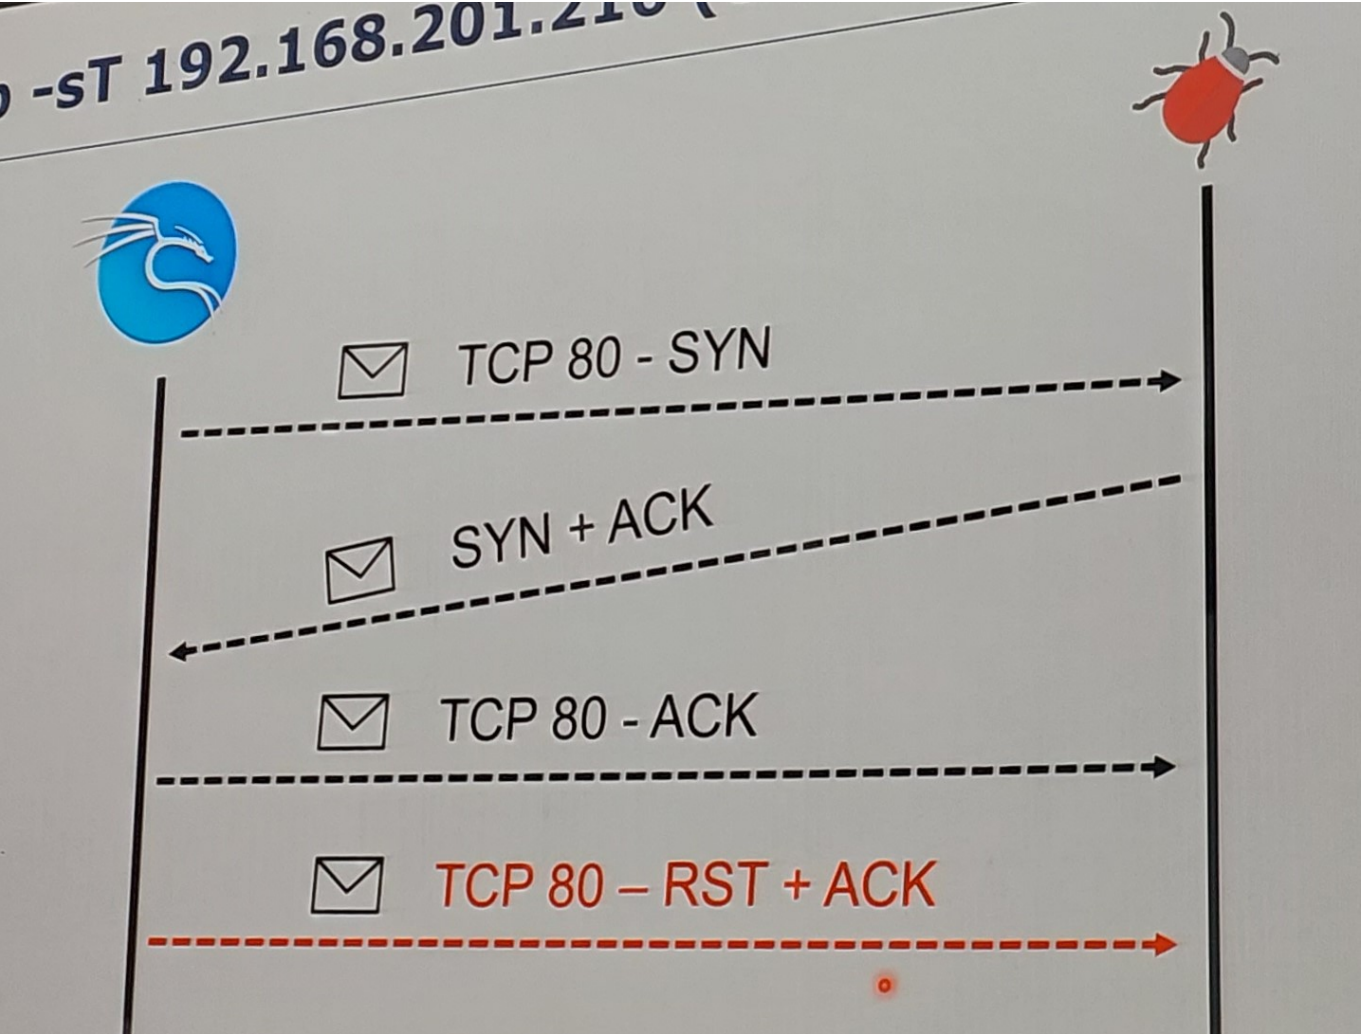 -sT 192.168.201.
TCP 80 - SYN
SYN + ACK
TCP 80 - ACK
TCP 80 – RST + ACK